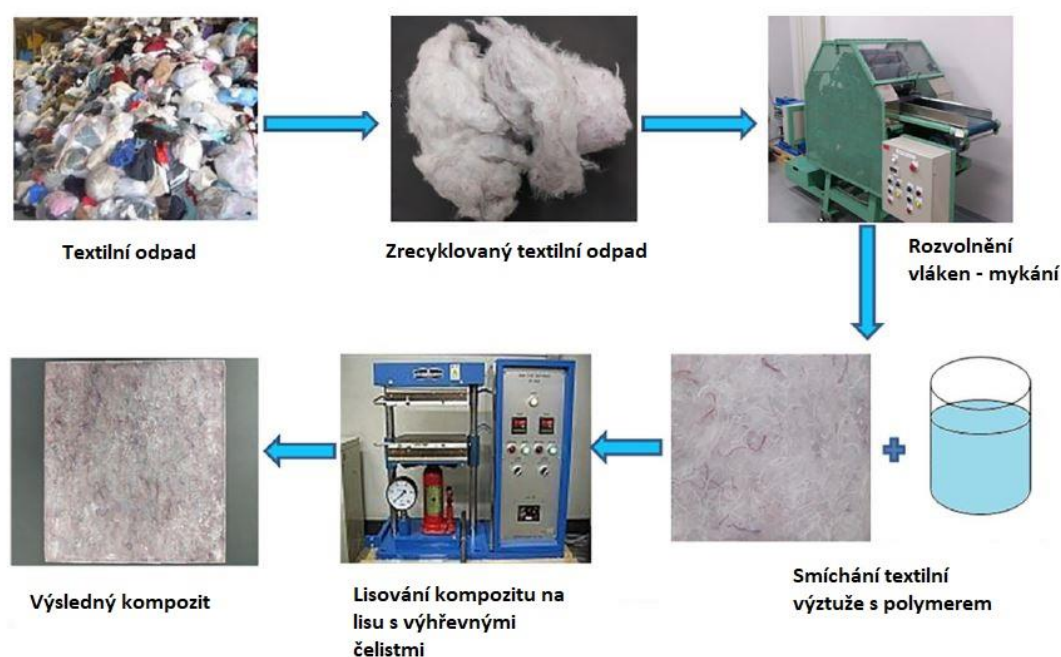 Textilní odpad
Zrecyklovaný textilní odpad
Rozvolnění
vláken - mykání
Smíchání textilní
výztuže s polymerem
Lisování kompozitu na
lisu s výhřevnými
čelistmi
Výsledný kompozit